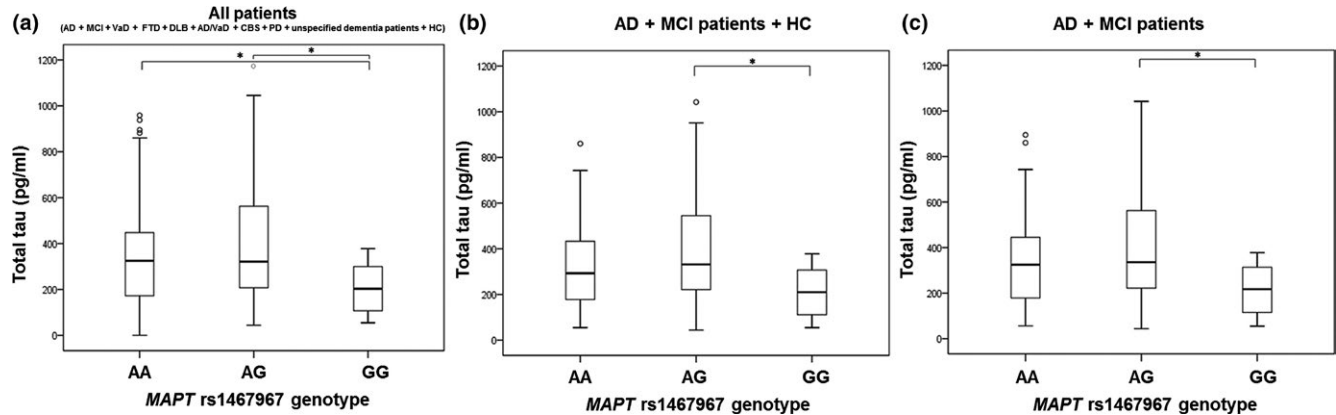 (a)
All patients
(AD + MCI + VaD + FTD + DLB + AD/VaD + CBS + PD + unspecified dementia patients + HC)
* *
1200
1000
800
600
400
200
0
Total tau (pg/ml)
AA AG GG
MAPT rs1467967 genotype
(b)
AD + MCI patients + HC
*
1200
1000
800
600
400
200
0
Total tau (pg/ml)
AA AG GG
MAPT rs1467967 genotype
(c)
AD + MCI patients
*
1200
1000
800
600
400
200
0
Total tau (pg/ml)
AA AG GG
MAPT rs1467967 genotype